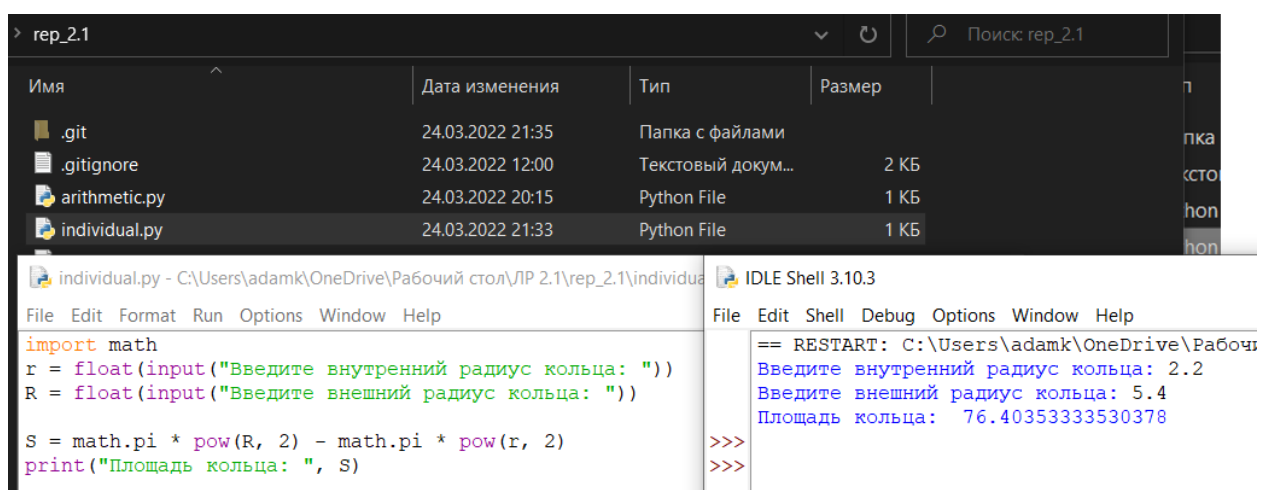 rep_2.1
Поиск: rep_2.1
Имя Дата изменения Тип Размер
.git 24.03.2022 21:35 Папка с файлами
.gitignore 24.03.2022 12:00 Текстовый докум... 2 КБ
arithmetic.py 24.03.2022 20:15 Python File 1 КБ
individual.py 24.03.2022 21:33 Python File 1 КБ
individual.py - C:\Users\adamk\OneDrive\Рабочий стол\ЛР 2.1\rep_2.1\individua
File Edit Format Run Options Window Help
import math
r = float(input("Введите внутренний радиус кольца: "))
R = float(input("Введите внешний радиус кольца: "))
S = math.pi * pow(R, 2) - math.pi * pow(r, 2)
print("Площадь кольца: ", S)
IDLE Shell 3.10.3
File Edit Shell Debug Options Window Help
== RESTART: C:\Users\adamk\OneDrive\Рабочи
Введите внутренний радиус кольца: 2.2
Введите внешний радиус кольца: 5.4
Площадь кольца:  76.40353333530378
>>>
>>>